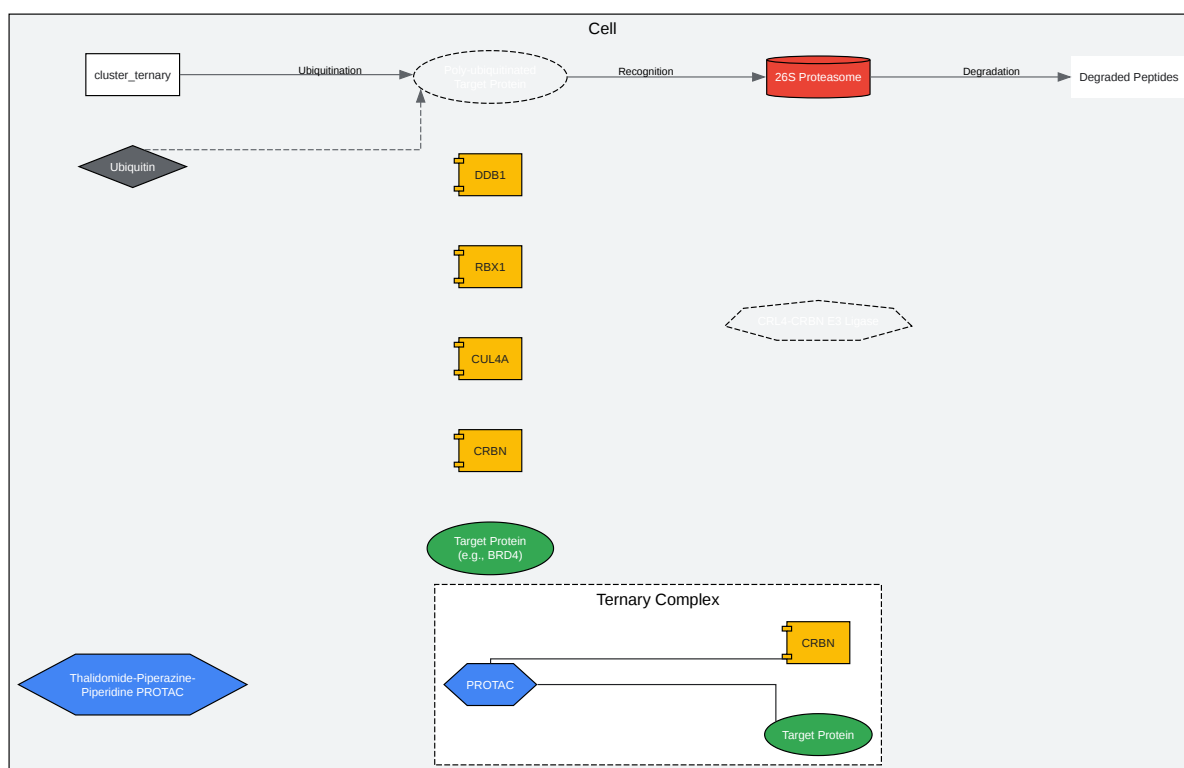 Cell
cluster_ternary
Ubiquitination
Poly-ubiquitinated
Target Protein
Recognition
26S Proteasome
Degradation
Degraded Peptides
Ubiquitin
DDB1
RBX1
CRL4-CRBN E3 Ligase
CUL4A
CRBN
Target Protein
(e.g., BRD4)
Ternary Complex
CRBN
Thalidomide-Piperazine-
Piperidine PROTAC
PROTAC
Target Protein